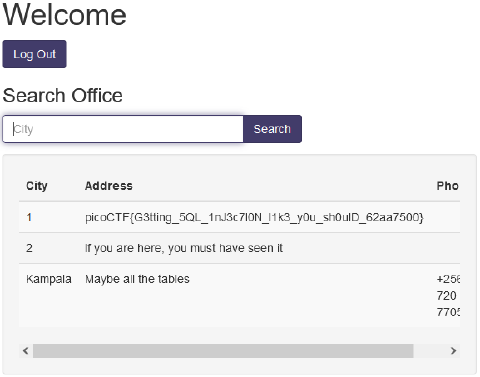 Welcome
Log Out
Search Office
City
Search
City Address Pho
1 picoCTF{G3tting_5QL_1nJ3c7I0N_l1k3_y0u_sh0ulD_62aa7500}
2 If you are here, you must have seen it
Kampala Maybe all the tables +256
720
7705